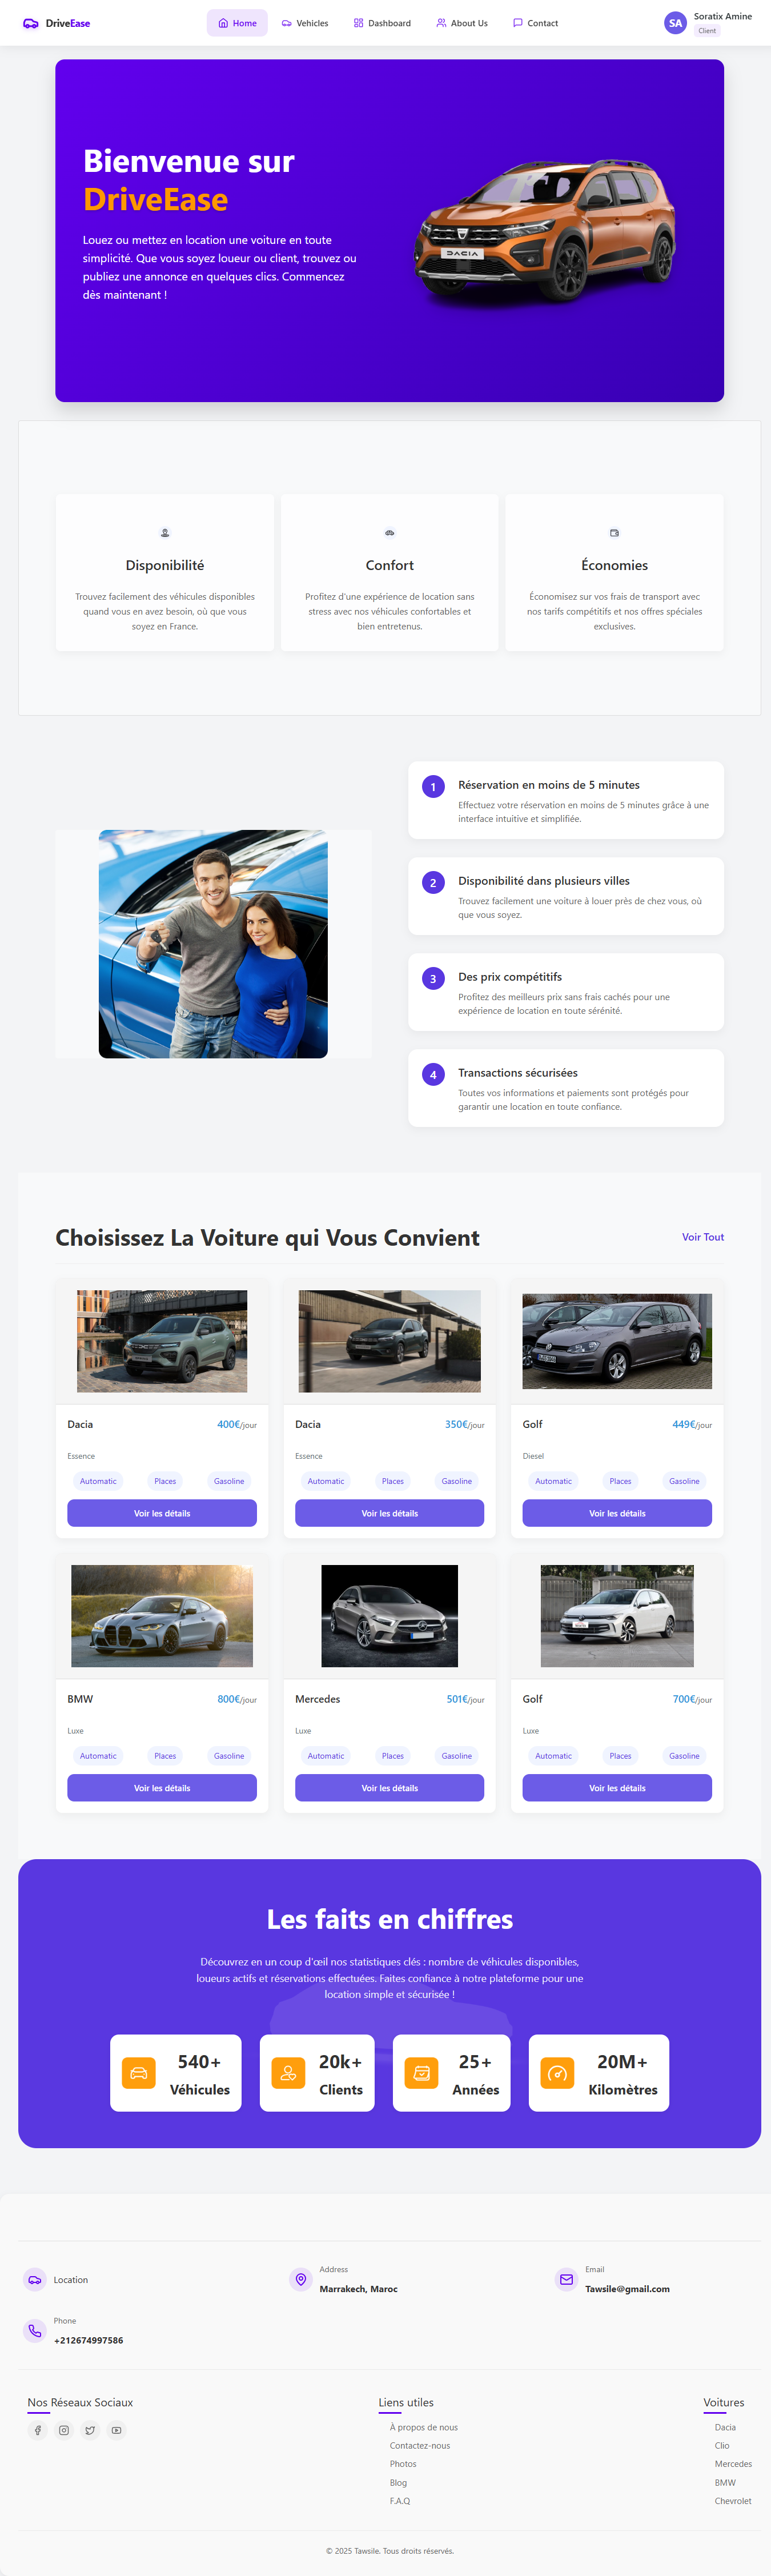 DriveEase
Home
Vehicles
Dashboard
About Us
Contact
SA
Soratix Amine
Client
Bienvenue sur
DriveEase
Louez ou mettez en location une voiture en toute
simplicité. Que vous soyez loueur ou client, trouvez ou
publiez une annonce en quelques clics. Commencez
dès maintenant !
DACIA
Disponibilité
Trouvez facilement des véhicules disponibles
quand vous en avez besoin, où que vous
soyez en France.
Confort
Profitez d'une expérience de location sans
stress avec nos véhicules confortables et
bien entretenus.
Économies
Économisez sur vos frais de transport avec
nos tarifs compétitifs et nos offres spéciales
exclusives.
1
Réservation en moins de 5 minutes
Effectuez votre réservation en moins de 5 minutes grâce à une
interface intuitive et simplifiée.
2
Disponibilité dans plusieurs villes
Trouvez facilement une voiture à louer près de chez vous, où
que vous soyez.
3
Des prix compétitifs
Profitez des meilleurs prix sans frais cachés pour une
expérience de location en toute sérénité.
4
Transactions sécurisées
Toutes vos informations et paiements sont protégés pour
garantir une location en toute confiance.
Choisissez La Voiture qui Vous Convient
Voir Tout
Dacia 400€/jour
Essence
Automatic Places Gasoline
Voir les détails
Dacia 350€/jour
Essence
Automatic Places Gasoline
Voir les détails
Golf 449€/jour
Diesel
Automatic Places Gasoline
Voir les détails
BMW 800€/jour
Luxe
Automatic Places Gasoline
Voir les détails
Mercedes 501€/jour
Luxe
Automatic Places Gasoline
Voir les détails
Golf 700€/jour
Luxe
Automatic Places Gasoline
Voir les détails
Les faits en chiffres
Découvrez en un coup d'œil nos statistiques clés : nombre de véhicules disponibles,
loueurs actifs et réservations effectuées. Faites confiance à notre plateforme pour une
location simple et sécurisée !
540+
Véhicules
20k+
Clients
25+
Années
20M+
Kilomètres
Location
Address
Marrakech, Maroc
Email
Tawsile@gmail.com
Phone
+212674997586
Nos Réseaux Sociaux
Liens utiles
À propos de nous
Contactez-nous
Photos
Blog
F.A.Q
Voitures
Dacia
Clio
Mercedes
BMW
Chevrolet
© 2025 Tawsile. Tous droits réservés.